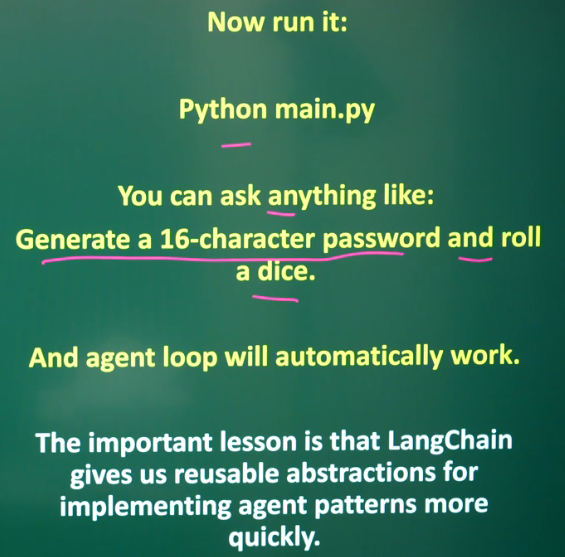 Now run it:
Python main.py
You can ask anything like:
Generate a 16-character password and roll
a dice.
And agent loop will automatically work.
The important lesson is that LangChain
gives us reusable abstractions for
implementing agent patterns more
quickly.